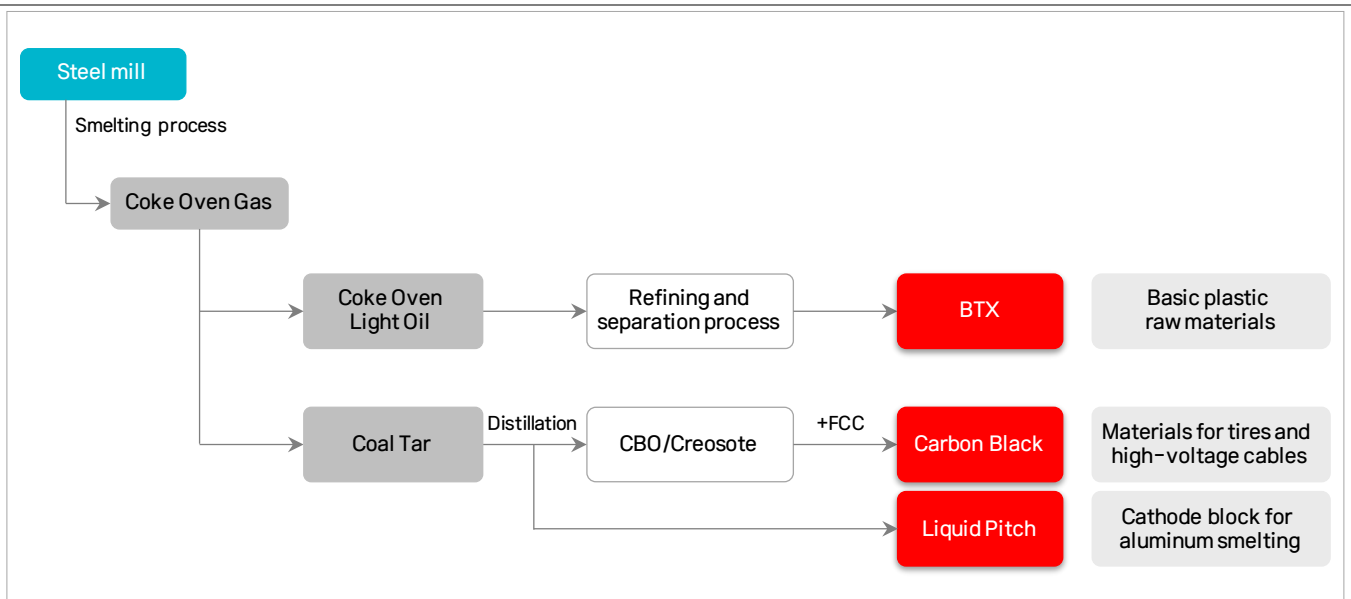 Steel mill
Smelting process
Coke Oven Gas
Coke Oven
Light Oil
Refining and
separation process
BTX
Basic plastic
raw materials
Coal Tar
Distillation
CBO/Creosote
+FCC
Carbon Black
Materials for tires and
high-voltage cables
Liquid Pitch
Cathode block for
aluminum smelting